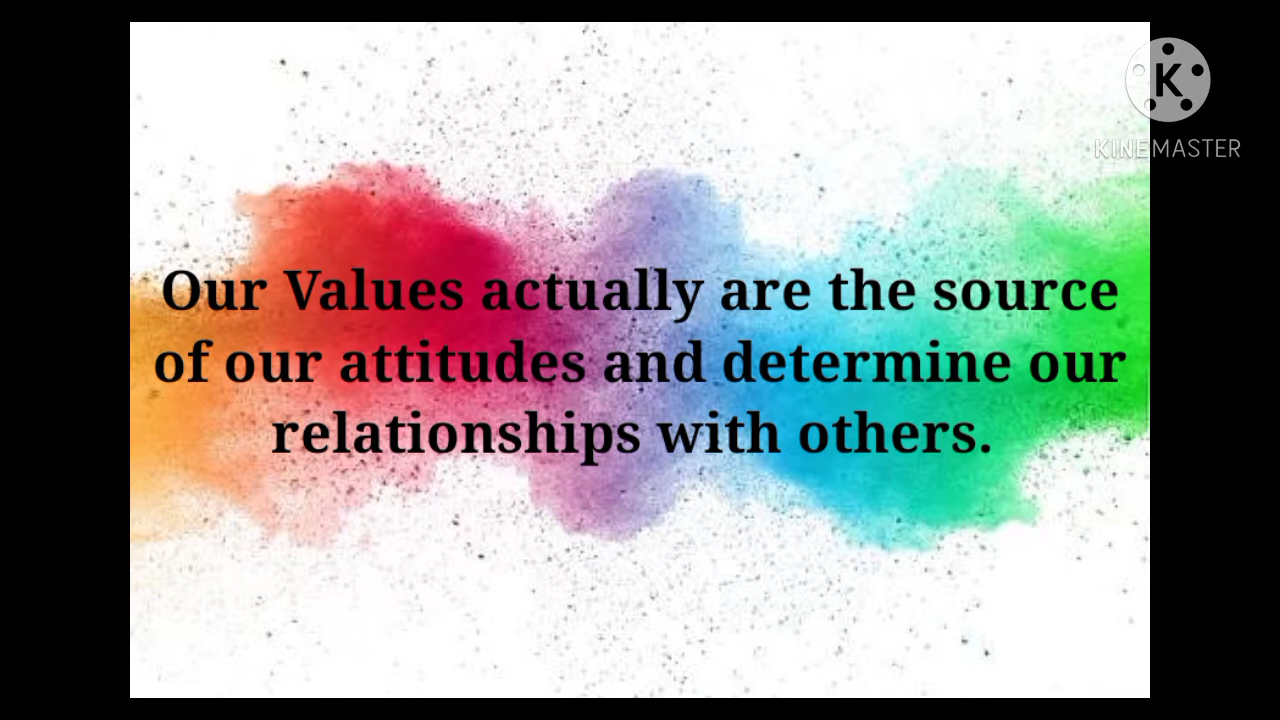 K
KINEMASTER
Our Values actually are the source
of our attitudes and determine our
relationships with others.